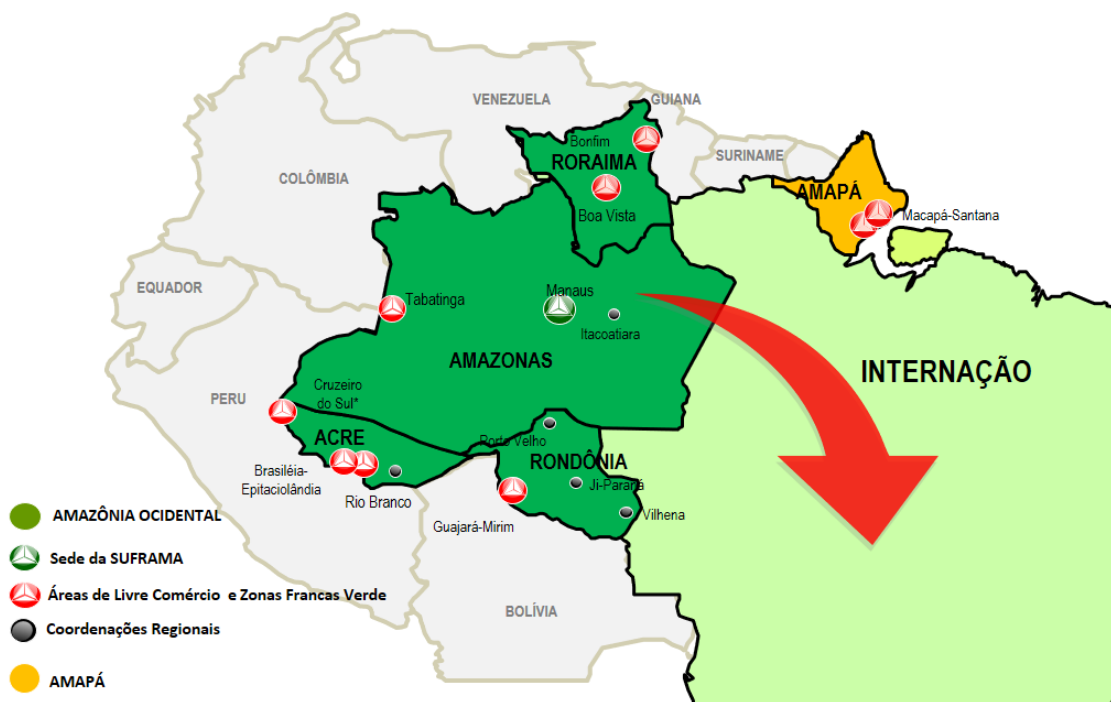 VENEZUELA
GUIANA
Bonfim
RORAIMA
SURINAME
COLÔMBIA
AMAPÁ
Boa Vista
Macapá-Santana
EQUADOR
Tabatinga
Manaus
Itacoatiara
AMAZONAS
INTERNAÇÃO
Cruzeiro
do Sul*
PERU
ACRE
Porto Velho
RONDÔNIA
Brasiléia-
Epitaciolândia
Rio Branco
Ji-Paraná
Guajará-Mirim
Vilhena
BOLÍVIA
AMAZÔNIA OCIDENTAL
Sede da SUFRAMA
Áreas de Livre Comércio e Zonas Francas Verde
Coordenações Regionais
AMAPÁ